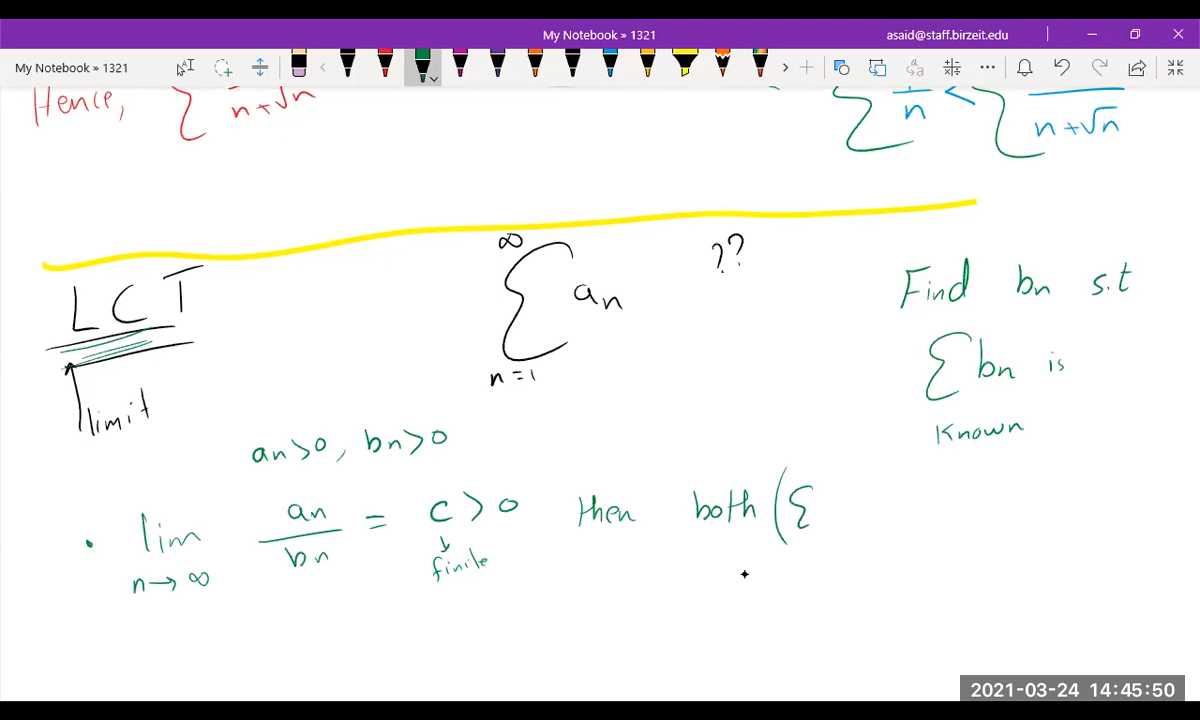 My Notebook » 1321
asaid@staff.birzeit.edu
My Notebook » 1321
Hence, Σ n+√n
Σ 1/n < Σ n+√n
LCT
limit
∞
Σ an ??
n=1
Find bn s.t
Σ bn is
known
an>0, bn>0
• lim an/bn = c > 0 then both (Σ
n→∞
↓
finite
2021-03-24 14:45:50